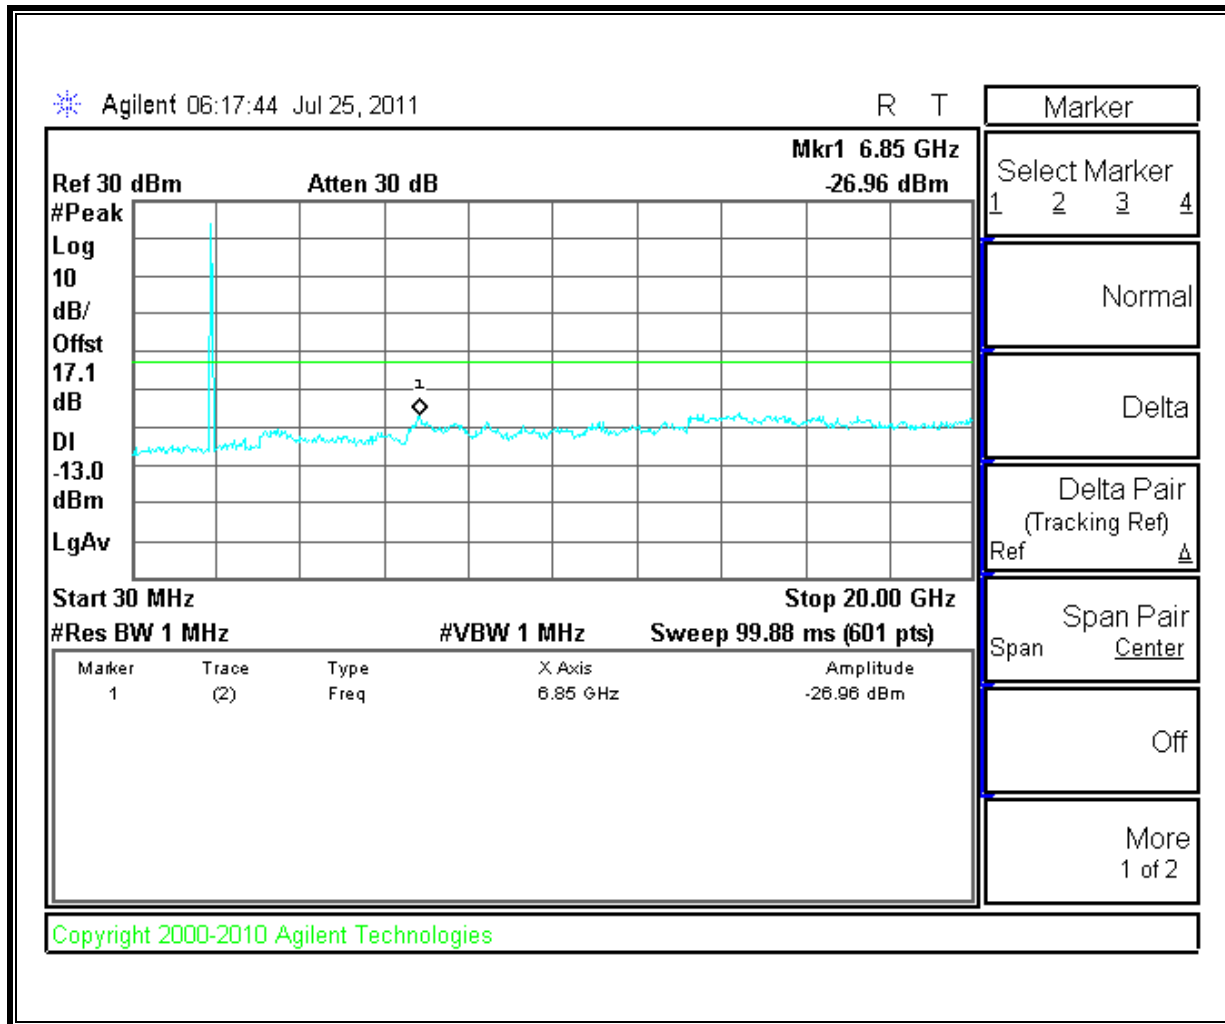 Agilent 06:17:44 Jul 25, 2011 R T
Mkr1 6.85 GHz
Ref 30 dBm Atten 30 dB -26.96 dBm
#Peak
Log
10
dB/
Offst
17.1
dB
DI
-13.0
dBm
LgAv
1
Start 30 MHz Stop 20.00 GHz
#Res BW 1 MHz #VBW 1 MHz Sweep 99.88 ms (601 pts)
Marker Trace Type X Axis Amplitude
1 (2) Freq 6.85 GHz -26.96 dBm
Marker
Select Marker
1 2 3 4
Normal
Delta
Delta Pair
(Tracking Ref)
Ref Δ
Span Pair
Span Center
Off
More
1 of 2
Copyright 2000-2010 Agilent Technologies